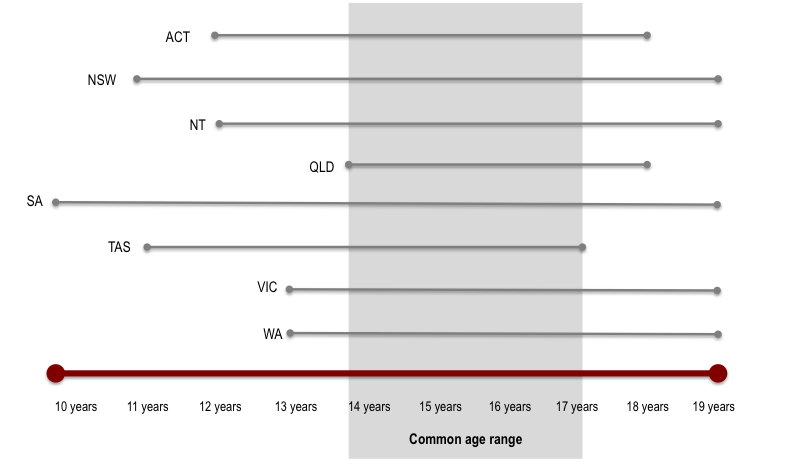 ACT
NSW
NT
QLD
SA
TAS
VIC
WA
10 years 11 years 12 years 13 years 14 years 15 years 16 years 17 years 18 years 19 years
Common age range